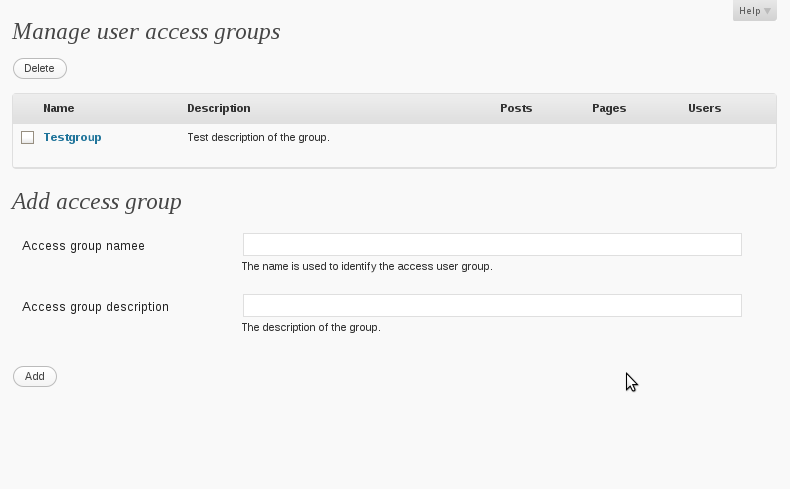 Help
Manage user access groups
Delete
Name Description Posts Pages Users
Testgroup Test description of the group.
Add access group
Access group namee
The name is used to identify the access user group.
Access group description
The description of the group.
Add